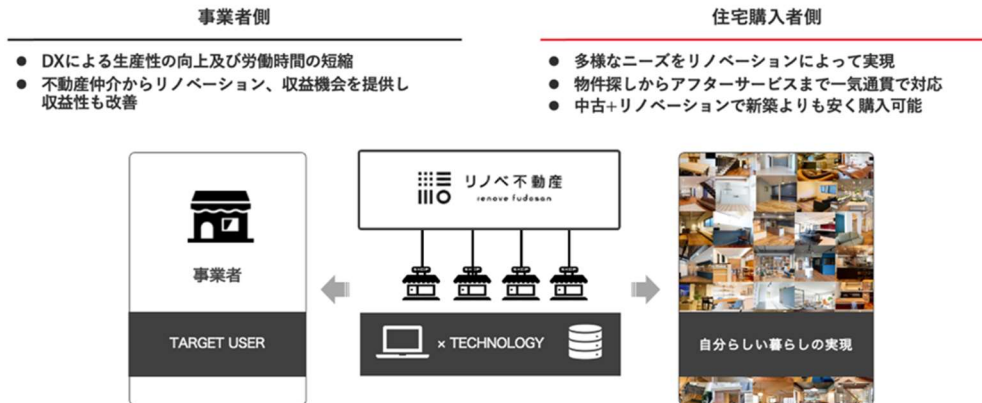 事業者側
● DXによる生産性の向上及び労働時間の短縮
● 不動産仲介からリノベーション、収益機会を提供し
収益性も改善
住宅購入者側
● 多様なニーズをリノベーションによって実現
● 物件探しからアフターサービスまで一気通貫で対応
● 中古+リノベーションで新築よりも安く購入可能
事業者
TARGET USER
リノベ不動産
renove fudosan
× TECHNOLOGY
自分らしい暮らしの実現